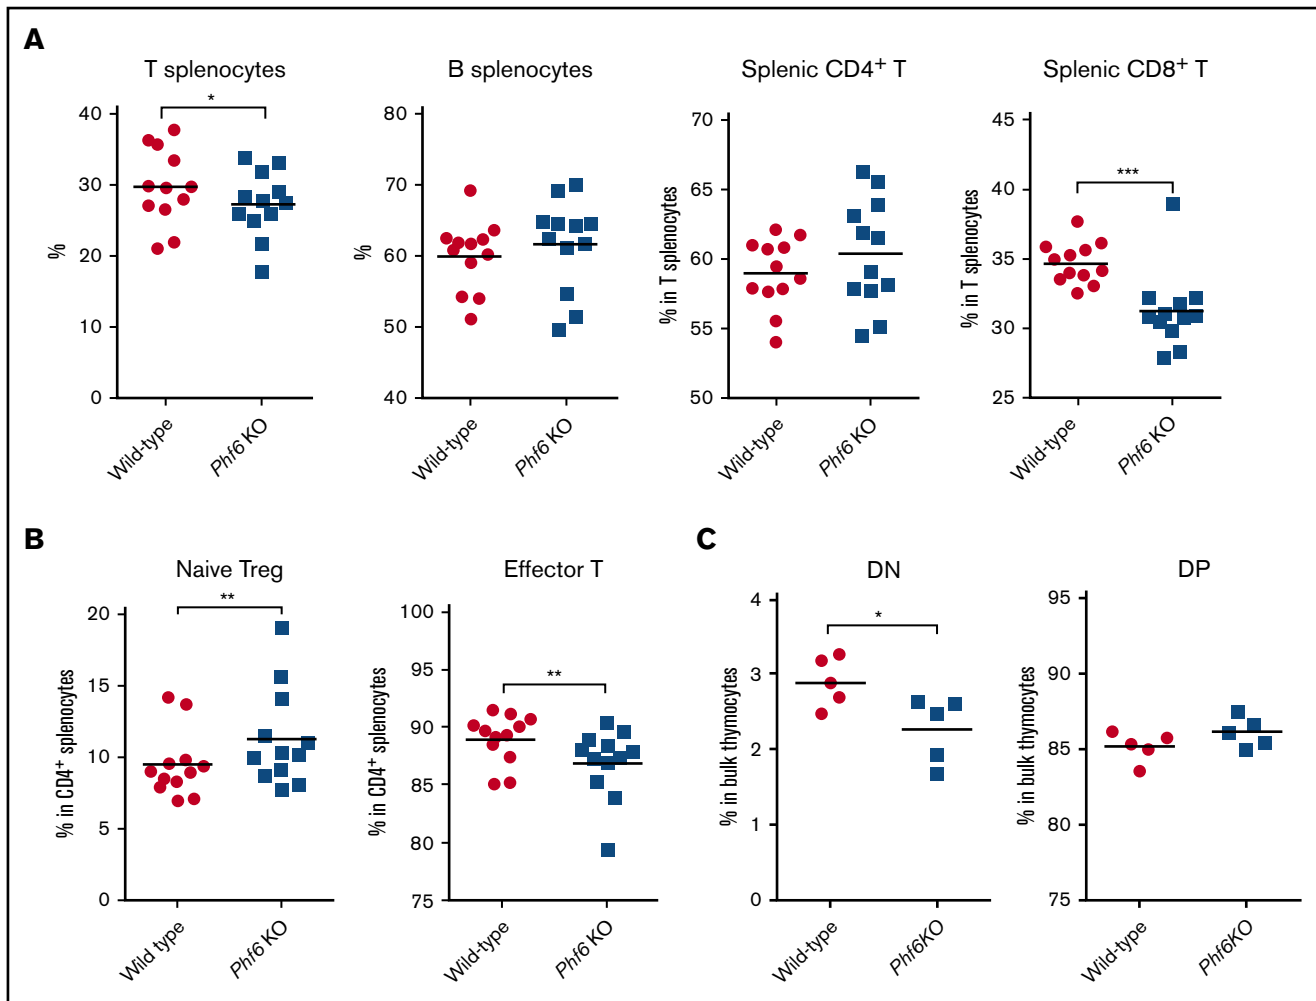 A
T splenocytes
B splenocytes
Splenic CD4+ T
Splenic CD8+ T
*
***
40
30
20
10
0
%
Wild-type
Phf6 KO
80
70
60
50
40
%
Wild-type
Phf6 KO
70
65
60
55
50
% in T splenocytes
Wild-type
Phf6 KO
45
40
35
30
25
% in T splenocytes
Wild-type
Phf6 KO
B
Naive Treg
Effector T
**
**
20
15
10
5
0
% in CD4+ splenocytes
Wild type
Phf6 KO
100
95
90
85
80
75
% in CD4+ splenocytes
Wild-type
Phf6 KO
C
DN
DP
*
4
3
2
1
0
% in bulk thymocytes
Wild-type
Phf6KO
95
90
85
80
75
% in bulk thymocytes
Wild-type
Phf6KO